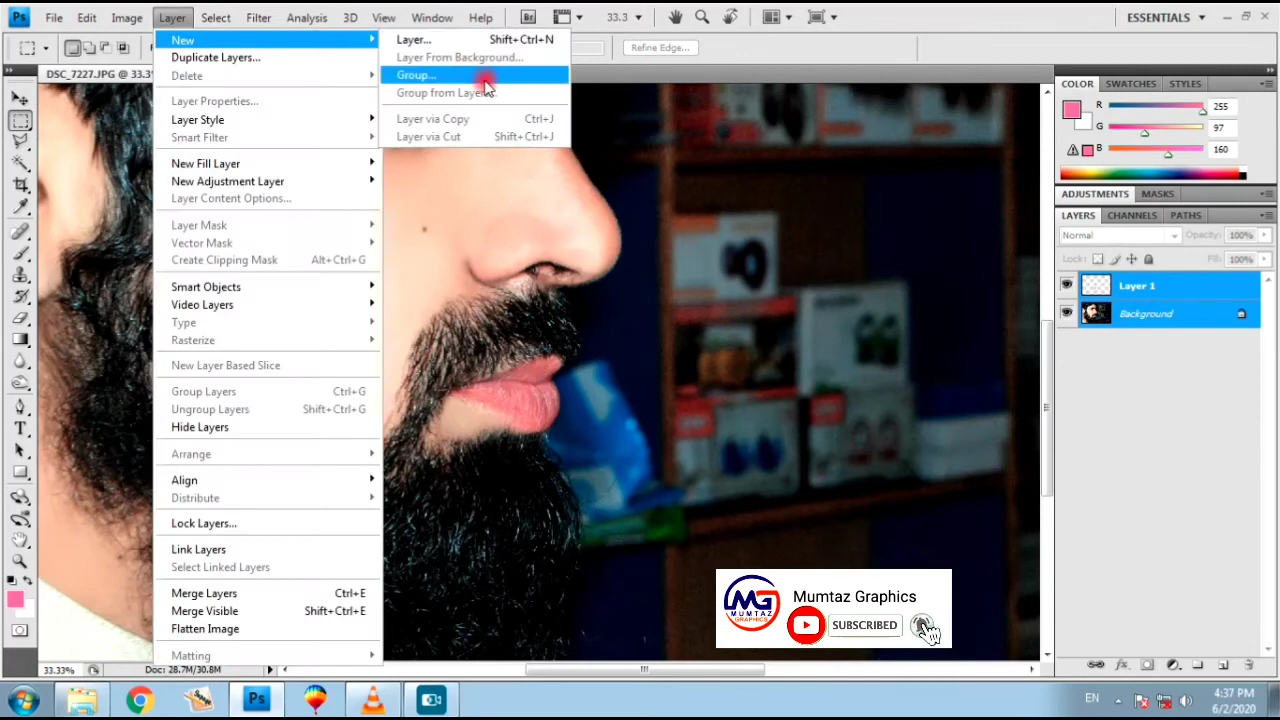 Ps File Edit Image Layer Select Filter Analysis 3D View Window Help Br 33.3 ESSENTIALS
Refine Edge...
DSC_7227.JPG @ 33.3
New
Duplicate Layers...
Delete
Layer Properties...
Layer Style
Smart Filter
New Fill Layer
New Adjustment Layer
Layer Content Options...
Layer Mask
Vector Mask
Create Clipping Mask Alt+Ctrl+G
Smart Objects
Video Layers
Type
Rasterize
New Layer Based Slice
Group Layers Ctrl+G
Ungroup Layers Shift+Ctrl+G
Hide Layers
Arrange
Align
Distribute
Lock Layers...
Link Layers
Select Linked Layers
Merge Layers Ctrl+E
Merge Visible Shift+Ctrl+E
Flatten Image
Matting
Layer... Shift+Ctrl+N
Layer From Background...
Group...
Group from Layers...
Layer via Copy Ctrl+J
Layer via Cut Shift+Ctrl+J
COLOR SWATCHES STYLES
R 255
G 97
B 160
ADJUSTMENTS MASKS
LAYERS CHANNELS PATHS
Normal Opacity: 100%
Lock: Fill: 100%
Layer 1
Background
MG
MUMTAZ
GRAPHICS
Mumtaz Graphics
SUBSCRIBED
33.33% Doc: 28.7M/30.8M
Ps
EN
4:37 PM
6/2/2020